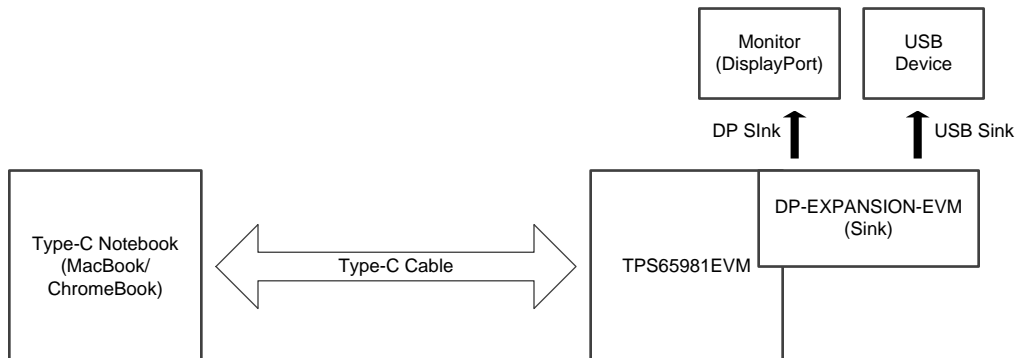 Monitor
(DisplayPort)
USB
Device
DP SInk
USB Sink
DP-EXPANSION-EVM
(Sink)
Type-C Notebook
(MacBook/
ChromeBook)
Type-C Cable
TPS65981EVM